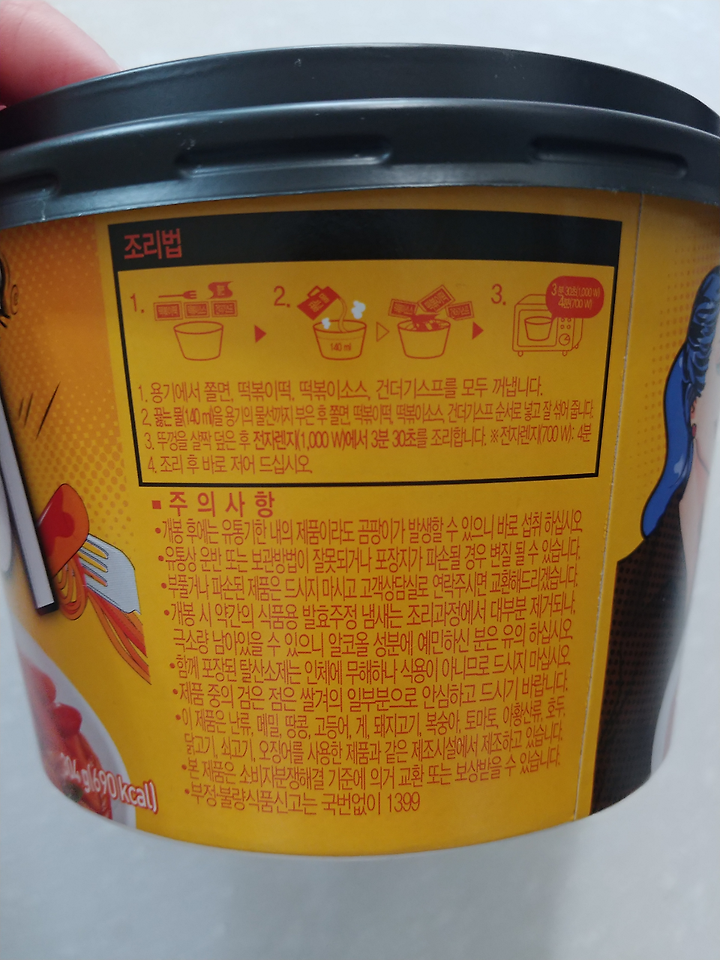 조리법
1.
2.
3.
140 ml
3분 30초(1,000 W)
4분(700 W)
1. 용기에서 쫄면, 떡볶이떡, 떡볶이소스, 건더기스프를 모두 꺼냅니다.
2. 끓는 물(140 ml)을 용기의 물선까지 부은 후 쫄면, 떡볶이떡, 떡볶이소스, 건더기스프 순서로 넣고 잘 섞어 줍니다.
3. 뚜껑을 살짝 덮은 후 전자렌지(1,000 W)에서 3분 30초를 조리합니다. ※전자렌지(700 W): 4분
4. 조리 후 바로 저어 드십시오.
■ 주의사항
•개봉 후에는 유통기한 내의 제품이라도 곰팡이가 발생할 수 있으니 바로 섭취 하십시오.
•유통상 운반 또는 보관방법이 잘못되거나 포장지가 파손될 경우 변질 될 수 있습니다.
•부풀거나 파손된 제품은 드시지 마시고 고객상담실로 연락주시면 교환해드리겠습니다.
•개봉 시 약간의 식품용 발효주정 냄새는 조리과정에서 대부분 제거되나,
극소량 남아있을 수 있으니 알코올 성분에 예민하신 분은 유의 하십시오.
•함께 포장된 탈산소제는 인체에 무해하나 식용이 아니므로 드시지 마십시오.
•제품 중의 검은 점은 쌀겨의 일부분으로 안심하고 드시기 바랍니다.
•이 제품은 난류, 메밀, 땅콩, 고등어, 게, 돼지고기, 복숭아, 토마토, 아황산류, 호두,
닭고기, 쇠고기, 오징어를 사용한 제품과 같은 제조시설에서 제조하고 있습니다.
•본 제품은 소비자분쟁해결 기준에 의거 교환 또는 보상받을 수 있습니다.
•부정·불량식품신고는 국번없이 1399
g(690 kcal)